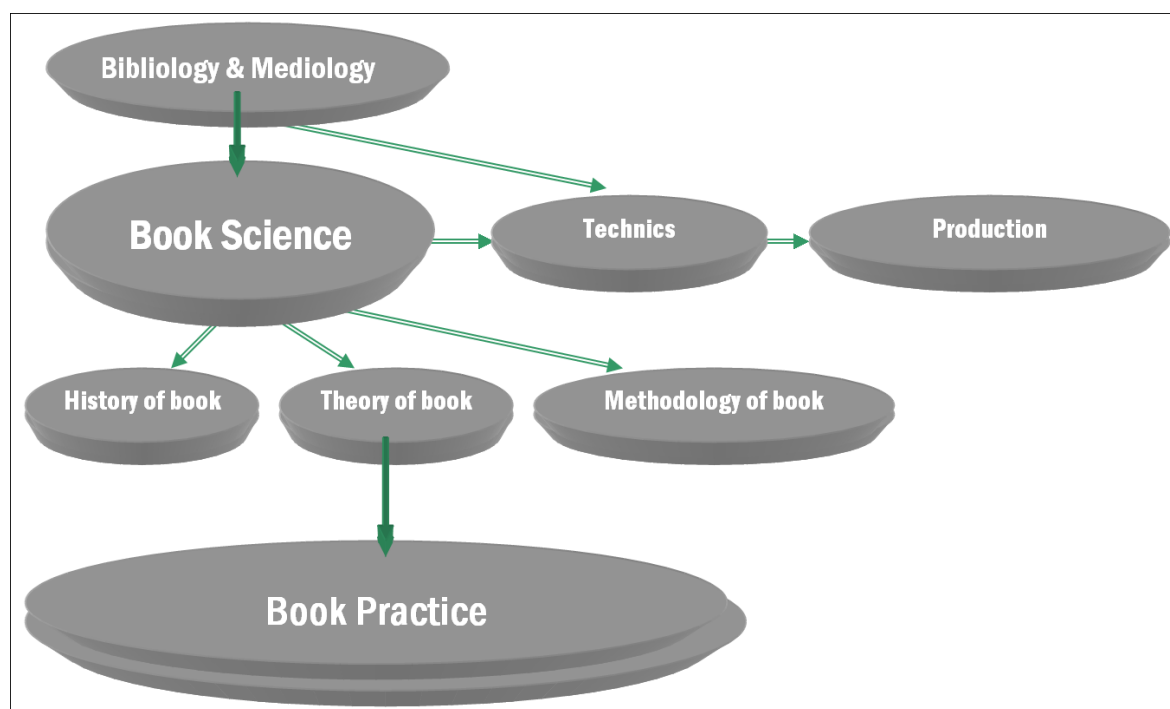 Bibliology & Mediology
Book Science
Technics
Production
History of book
Theory of book
Methodology of book
Book Practice